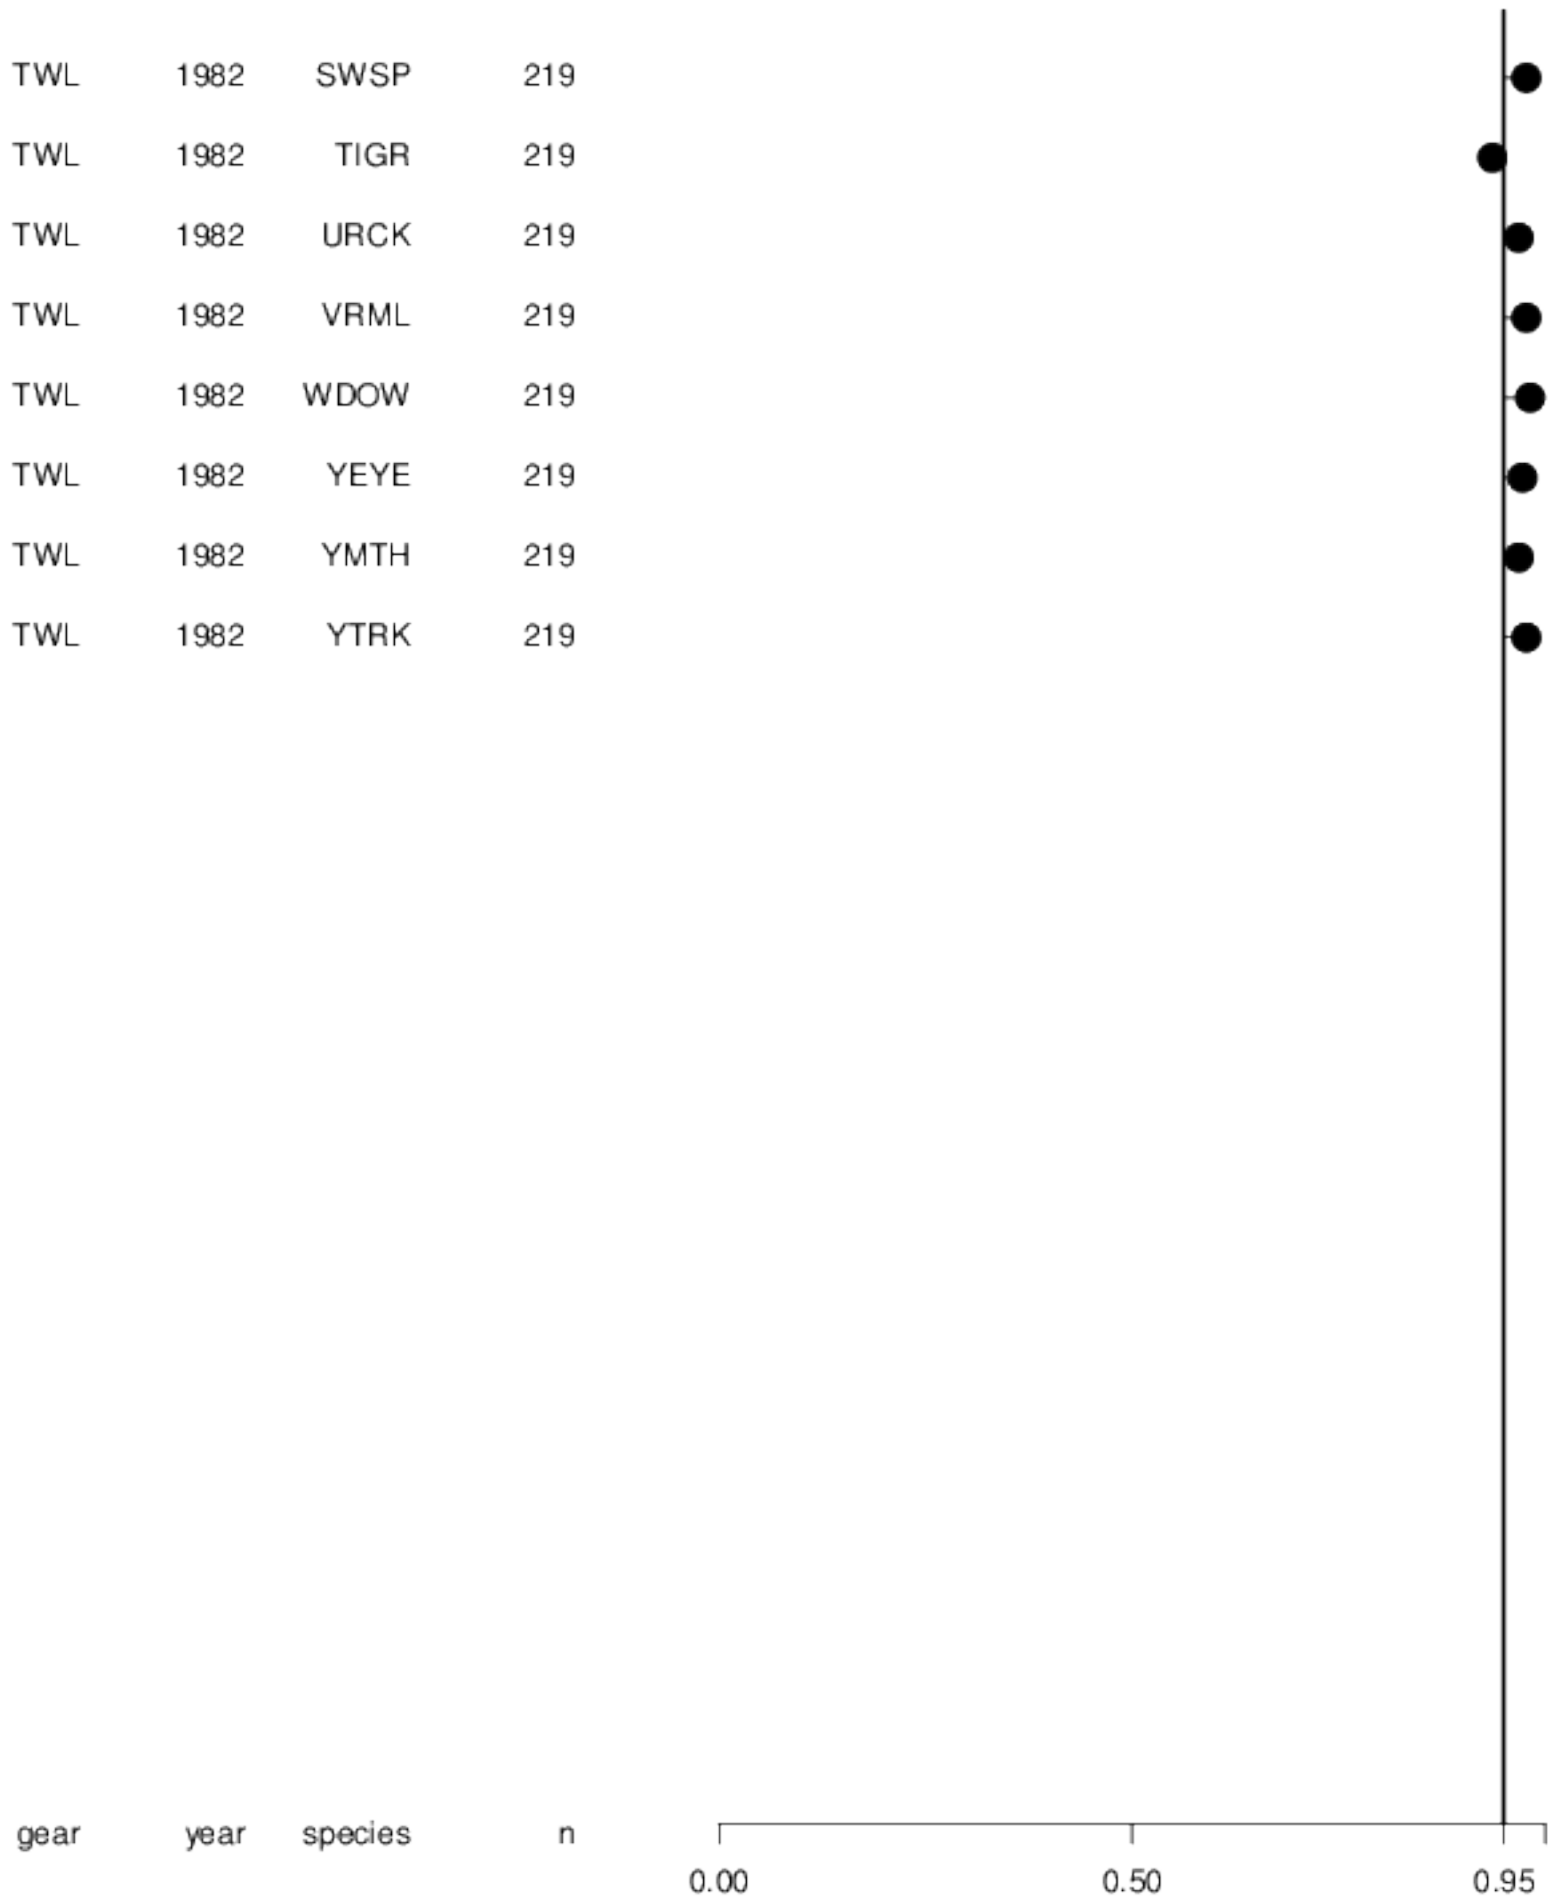 TWL 1982 SWSP 219
TWL 1982 TIGR 219
TWL 1982 URCK 219
TWL 1982 VRML 219
TWL 1982 WDOW 219
TWL 1982 YEYE 219
TWL 1982 YMTH 219
TWL 1982 YTRK 219
gear year species n
0.00 0.50 0.95